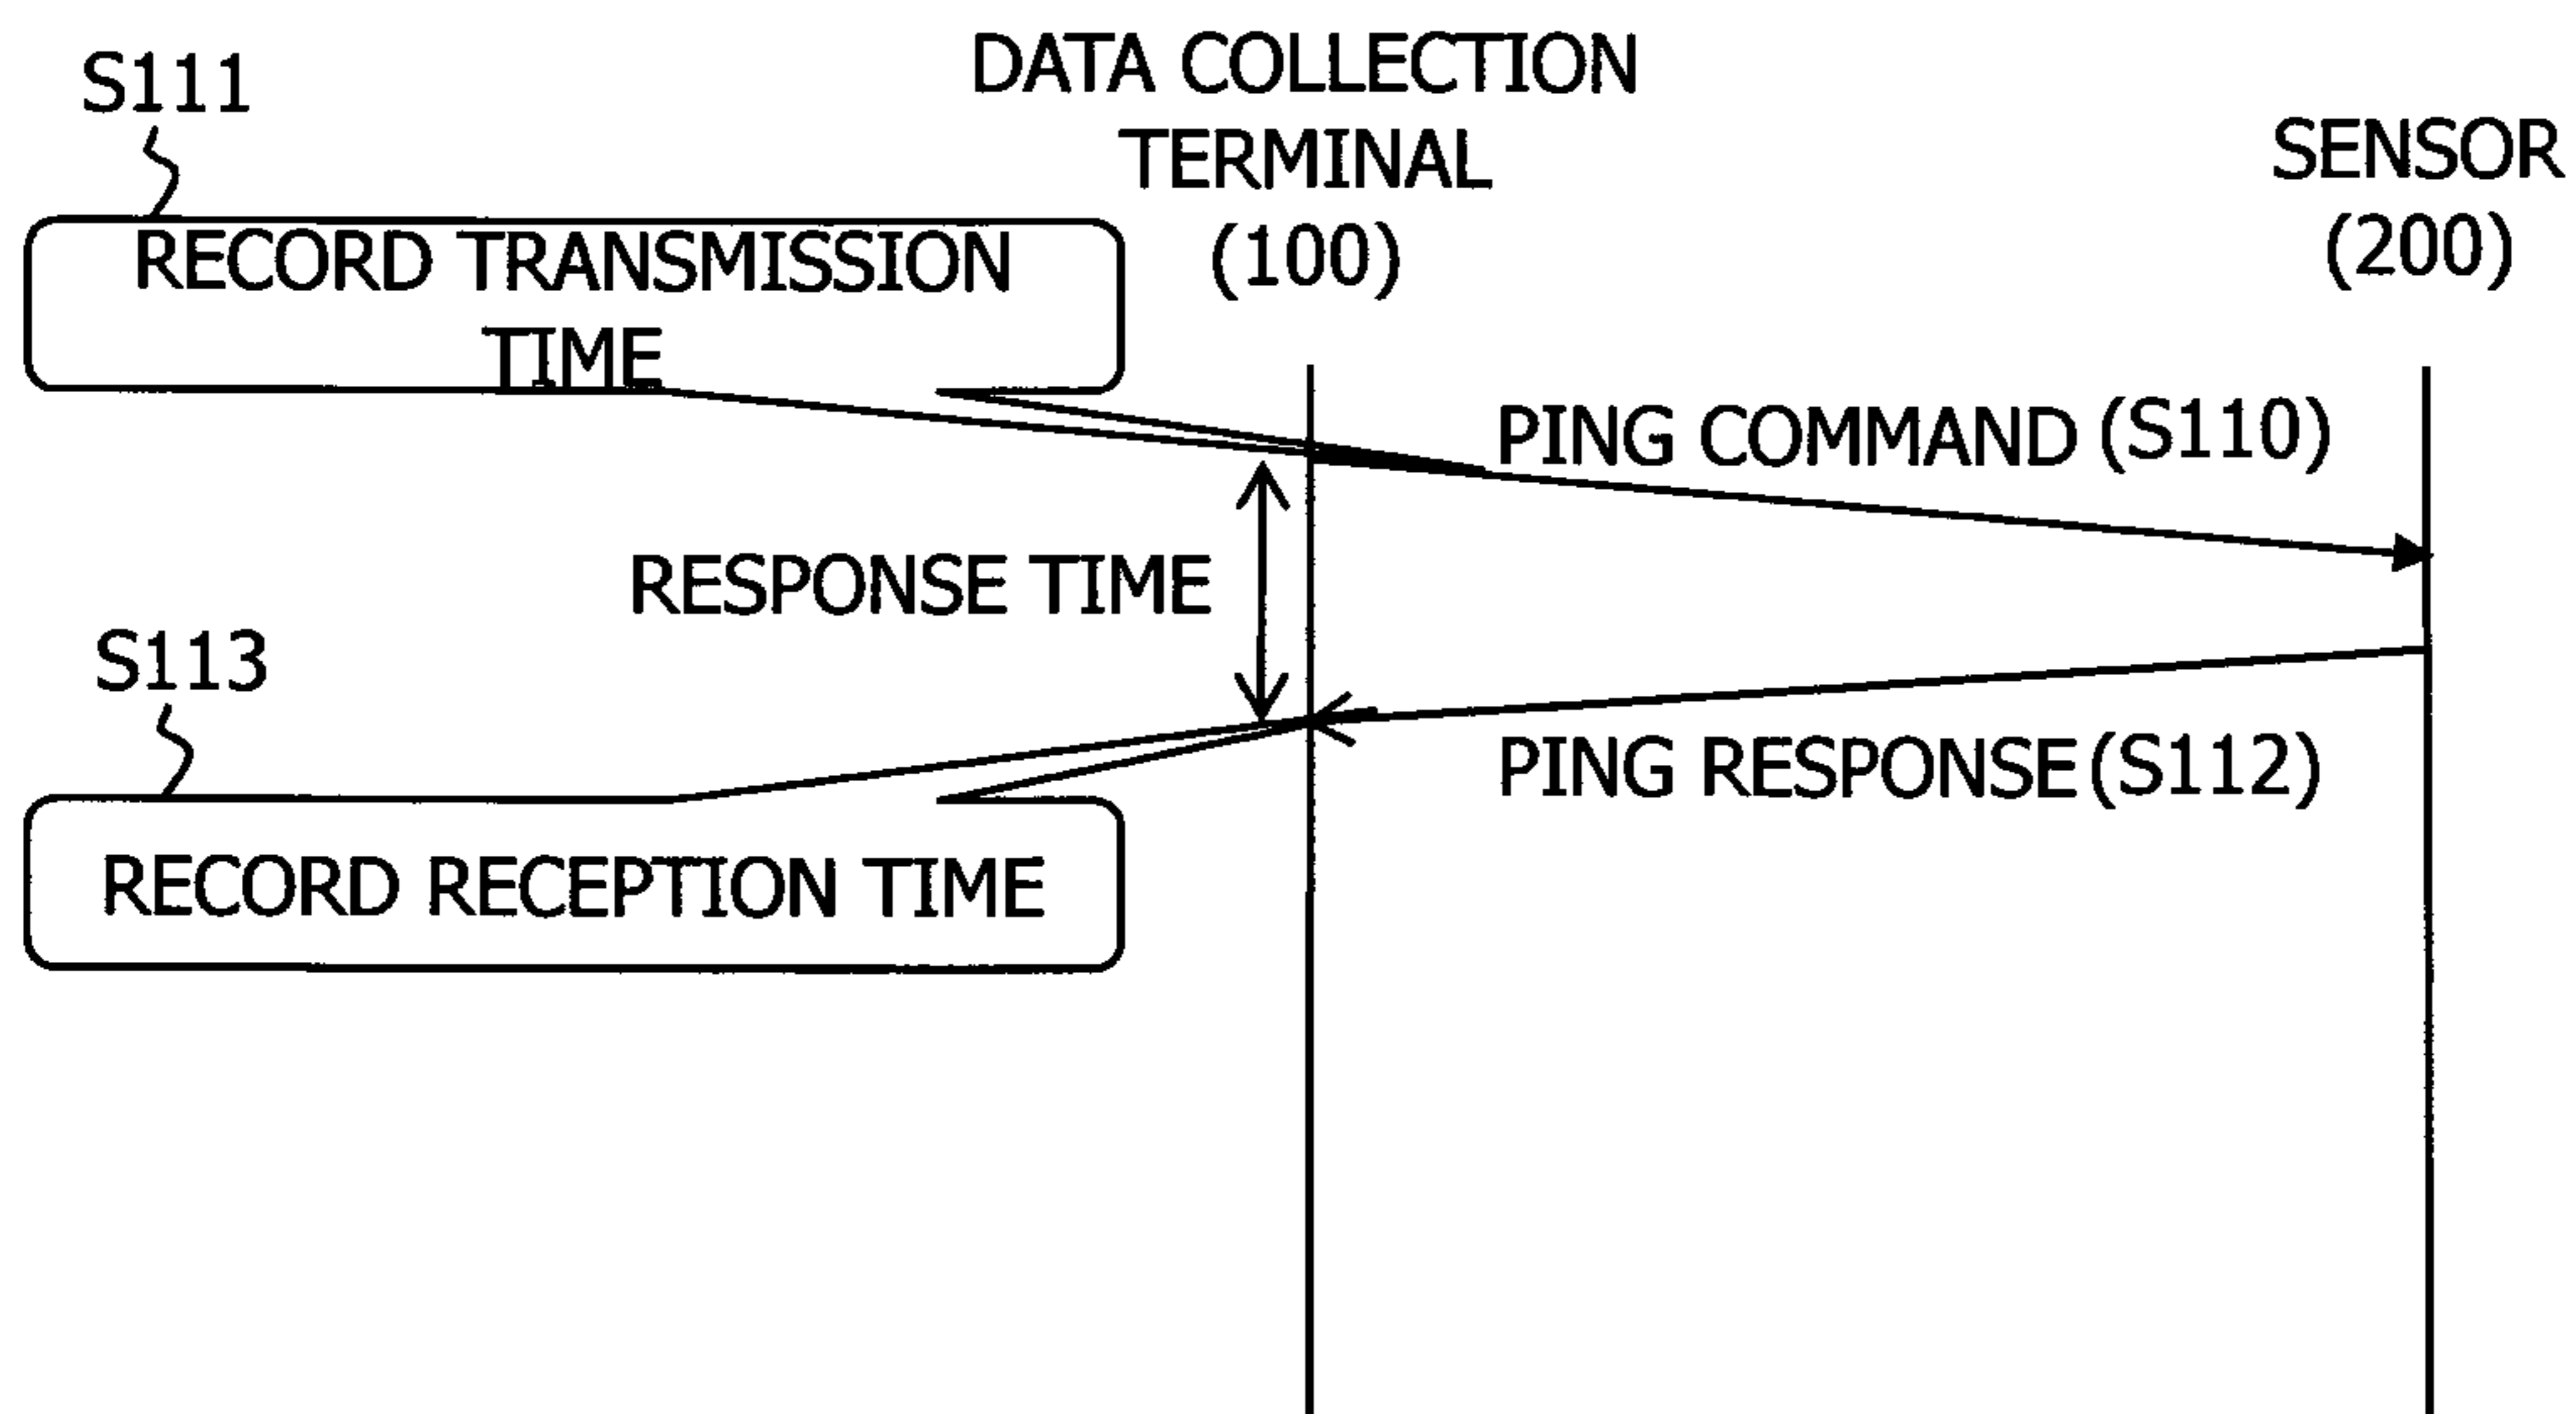 S111
DATA COLLECTION
TERMINAL
(100)
SENSOR
(200)
RECORD TRANSMISSION
TIME
PING COMMAND (S110)
RESPONSE TIME
S113
PING RESPONSE (S112)
RECORD RECEPTION TIME